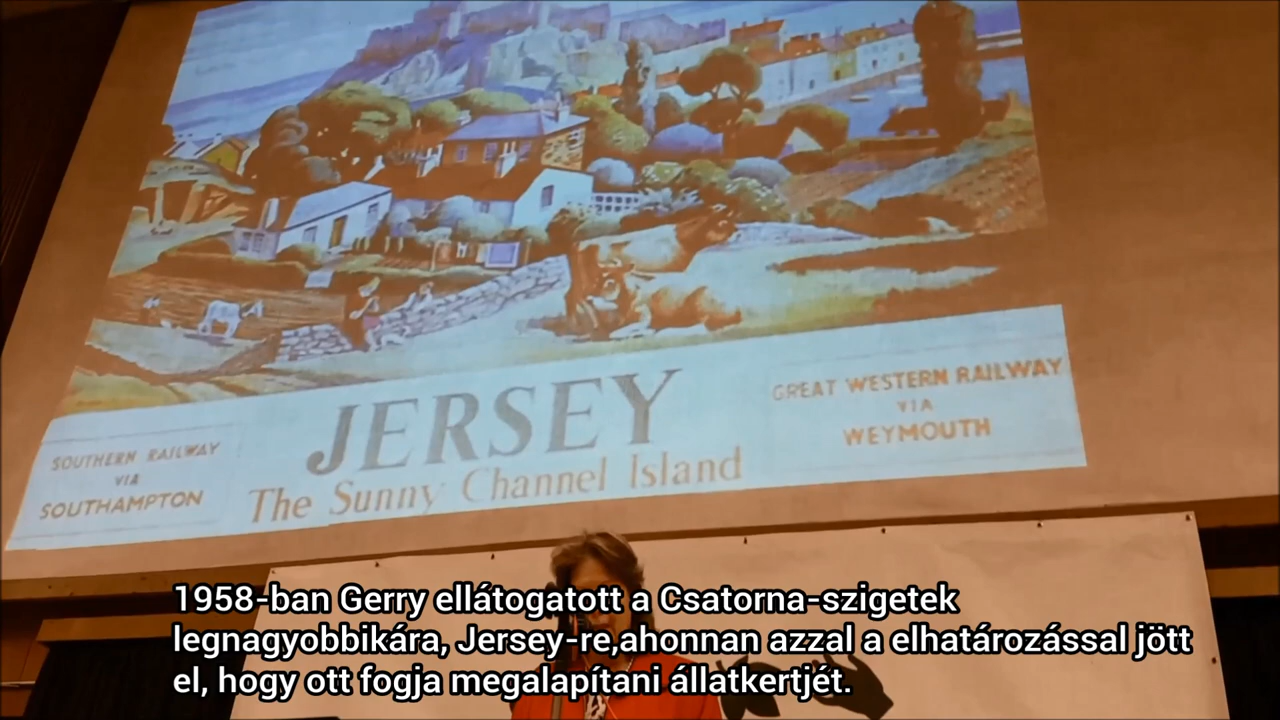 JERSEY
The Sunny Channel Island
SOUTHERN RAILWAY
VIA
SOUTHAMPTON
GREAT WESTERN RAILWAY
VIA
WEYMOUTH
1958-ban Gerry ellátogatott a Csatorna-szigetek
legnagyobbikára, Jersey-re,ahonnan azzal a elhatározással jött
el, hogy ott fogja megalapítani állatkertjét.